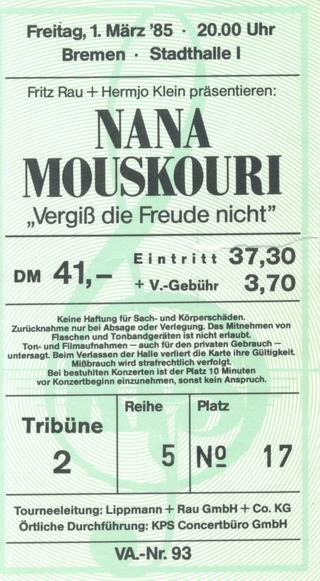 Freitag, 1. März '85 · 20.00 Uhr
Bremen · Stadthalle I
Fritz Rau + Hermjo Klein präsentieren:
NANA
MOUSKOURI
„Vergiß die Freude nicht”
DM 41,– Eintritt 37,30
+ V.-Gebühr 3,70
Keine Haftung für Sach- und Körperschäden.
Zurücknahme nur bei Absage oder Verlegung. Das Mitnehmen von
Flaschen und Tonbandgeräten ist nicht erlaubt.
Ton- und Filmaufnahmen – auch für den privaten Gebrauch –
untersagt. Beim Verlassen der Halle verliert die Karte ihre Gültigkeit.
Mißbrauch wird strafrechtlich verfolgt.
Bei bestuhlten Konzerten ist der Platz 10 Minuten
vor Konzertbeginn einzunehmen, sonst kein Anspruch.
Tribüne Reihe Platz
2 5 Nº 17
Tourneeleitung: Lippmann + Rau GmbH + Co. KG
Örtliche Durchführung: KPS Concertbüro GmbH
VA.-Nr. 93